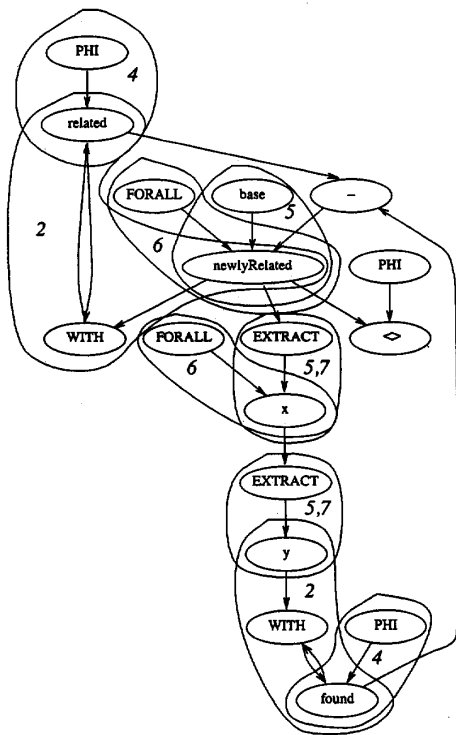 PHI
4
related
FORALL
base
–
5
2
6
newlyRelated
PHI
WITH
FORALL
EXTRACT
<>
6
5,7
x
EXTRACT
5,7
y
2
WITH
PHI
4
found